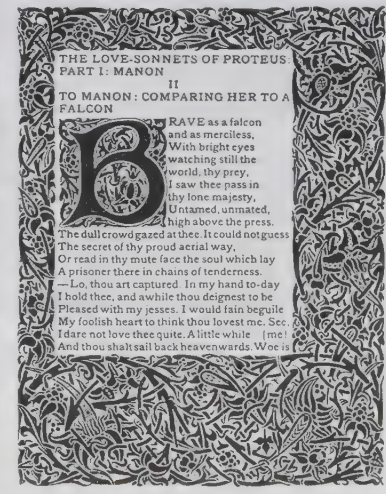 THE LOVE-SONNETS OF PROTEUS:
PART I: MANON
II
TO MANON: COMPARING HER TO A
FALCON
BRAVE as a falcon
and as merciless,
With bright eyes
watching still the
world, thy prey,
I saw thee pass in
thy lone majesty,
Untamed, unmated,
high above the press.
The dull crowd gazed at thee. It could not guess
The secret of thy proud aerial way,
Or read in thy mute face the soul which lay
A prisoner there in chains of tenderness.
—Lo, thou art captured. In my hand to-day
I hold thee, and awhile thou deignest to be
Pleased with my jesses. I would fain beguile
My foolish heart to think thou lovest me. See,
I dare not love thee quite. A little while [me!
And thou shalt sail back heavenwards. Woe is